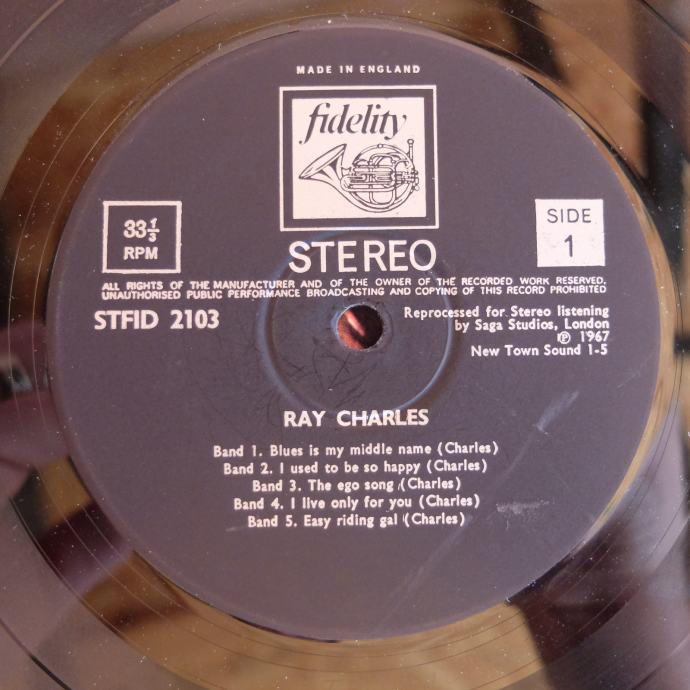 MADE IN ENGLAND
fidelity
33⅓
RPM
STEREO
SIDE
1
ALL RIGHTS OF THE MANUFACTURER AND OF THE OWNER OF THE RECORDED WORK RESERVED.
UNAUTHORISED PUBLIC PERFORMANCE BROADCASTING AND COPYING OF THIS RECORD PROHIBITED
STFID 2103
Reprocessed for Stereo listening
by Saga Studios, London
℗ 1967
New Town Sound 1-5
RAY CHARLES
Band 1. Blues is my middle name (Charles)
Band 2. I used to be so happy (Charles)
Band 3. The ego song (Charles)
Band 4. I live only for you (Charles)
Band 5. Easy riding gal (Charles)